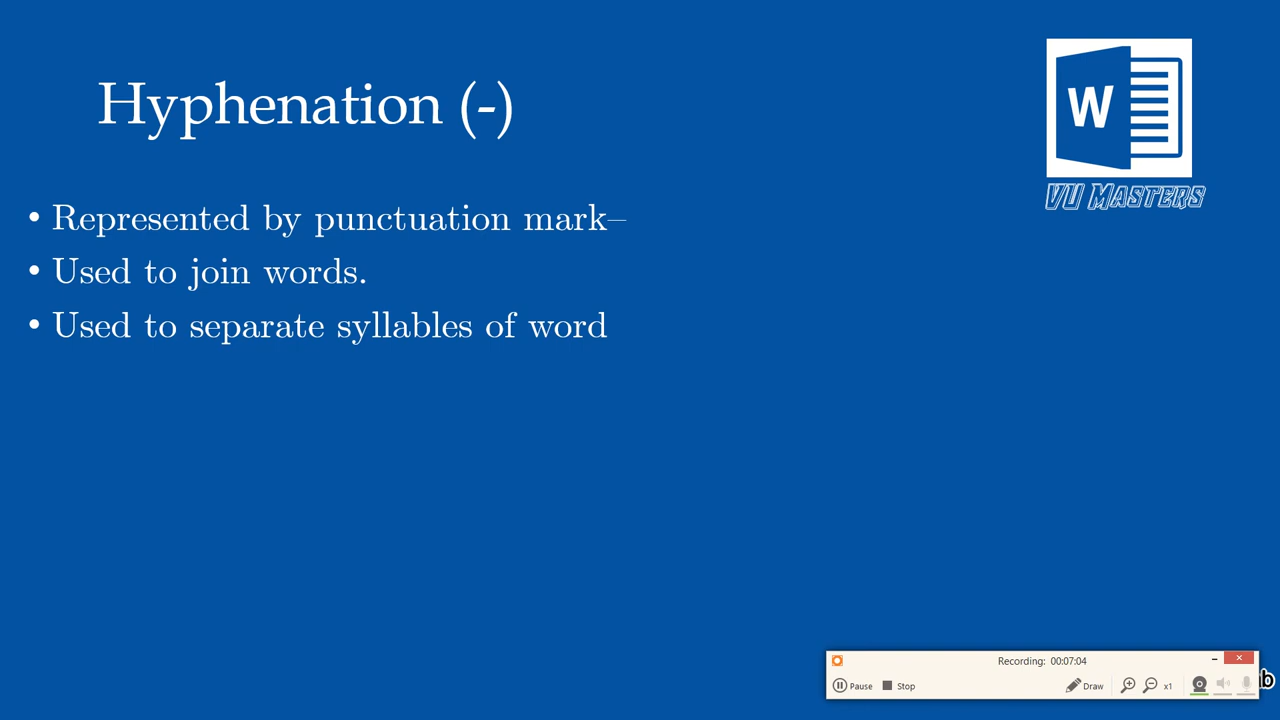 Hyphenation (-)
W
VU Masters
• Represented by punctuation mark–
• Used to join words.
• Used to separate syllables of word
Recording: 00:07:04
Pause Stop Draw x1
b